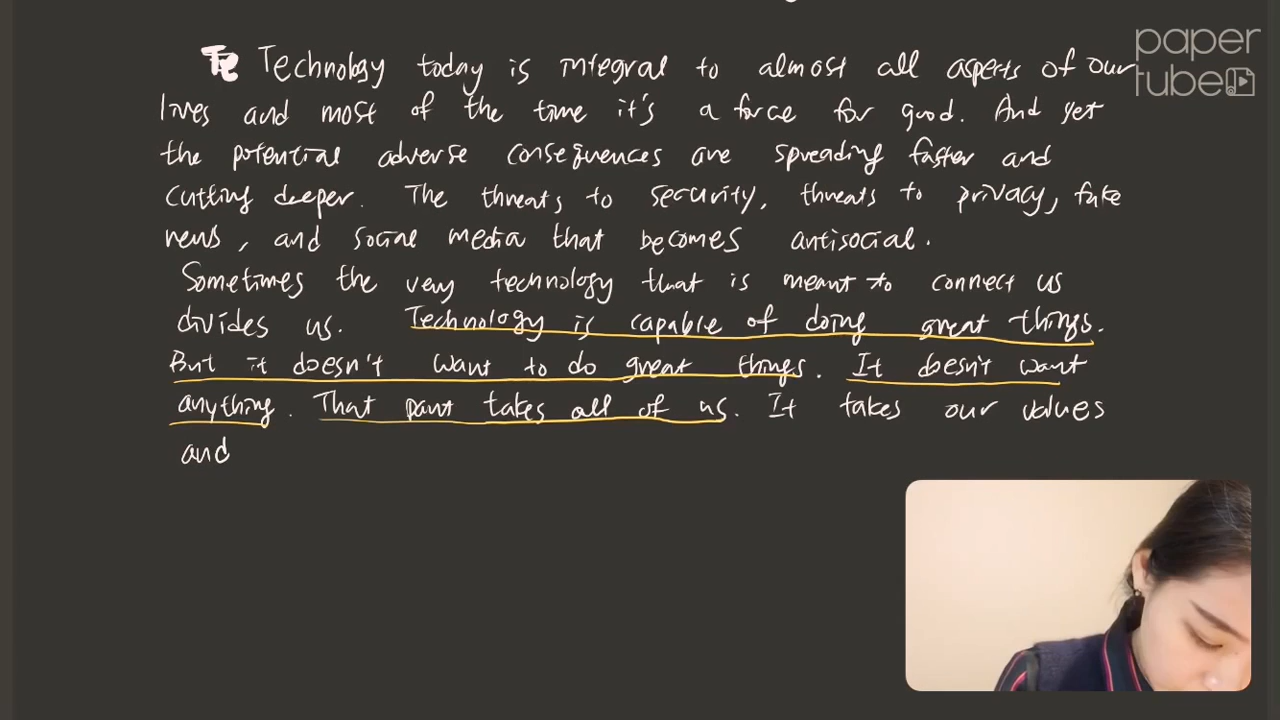 paper
tube
Te Technology today is integral to almost all aspects of our
lives and most of the time it's a force for good. And yet
the potential adverse consequences are spreading faster and
cutting deeper. The threats to security, threats to privacy, fake
news, and social media that becomes antisocial.
Sometimes the very technology that is meant to connect us
divides us. Technology is capable of doing great things.
But it doesn't want to do great things. It doesn't want
anything. That part takes all of us. It takes our values
and